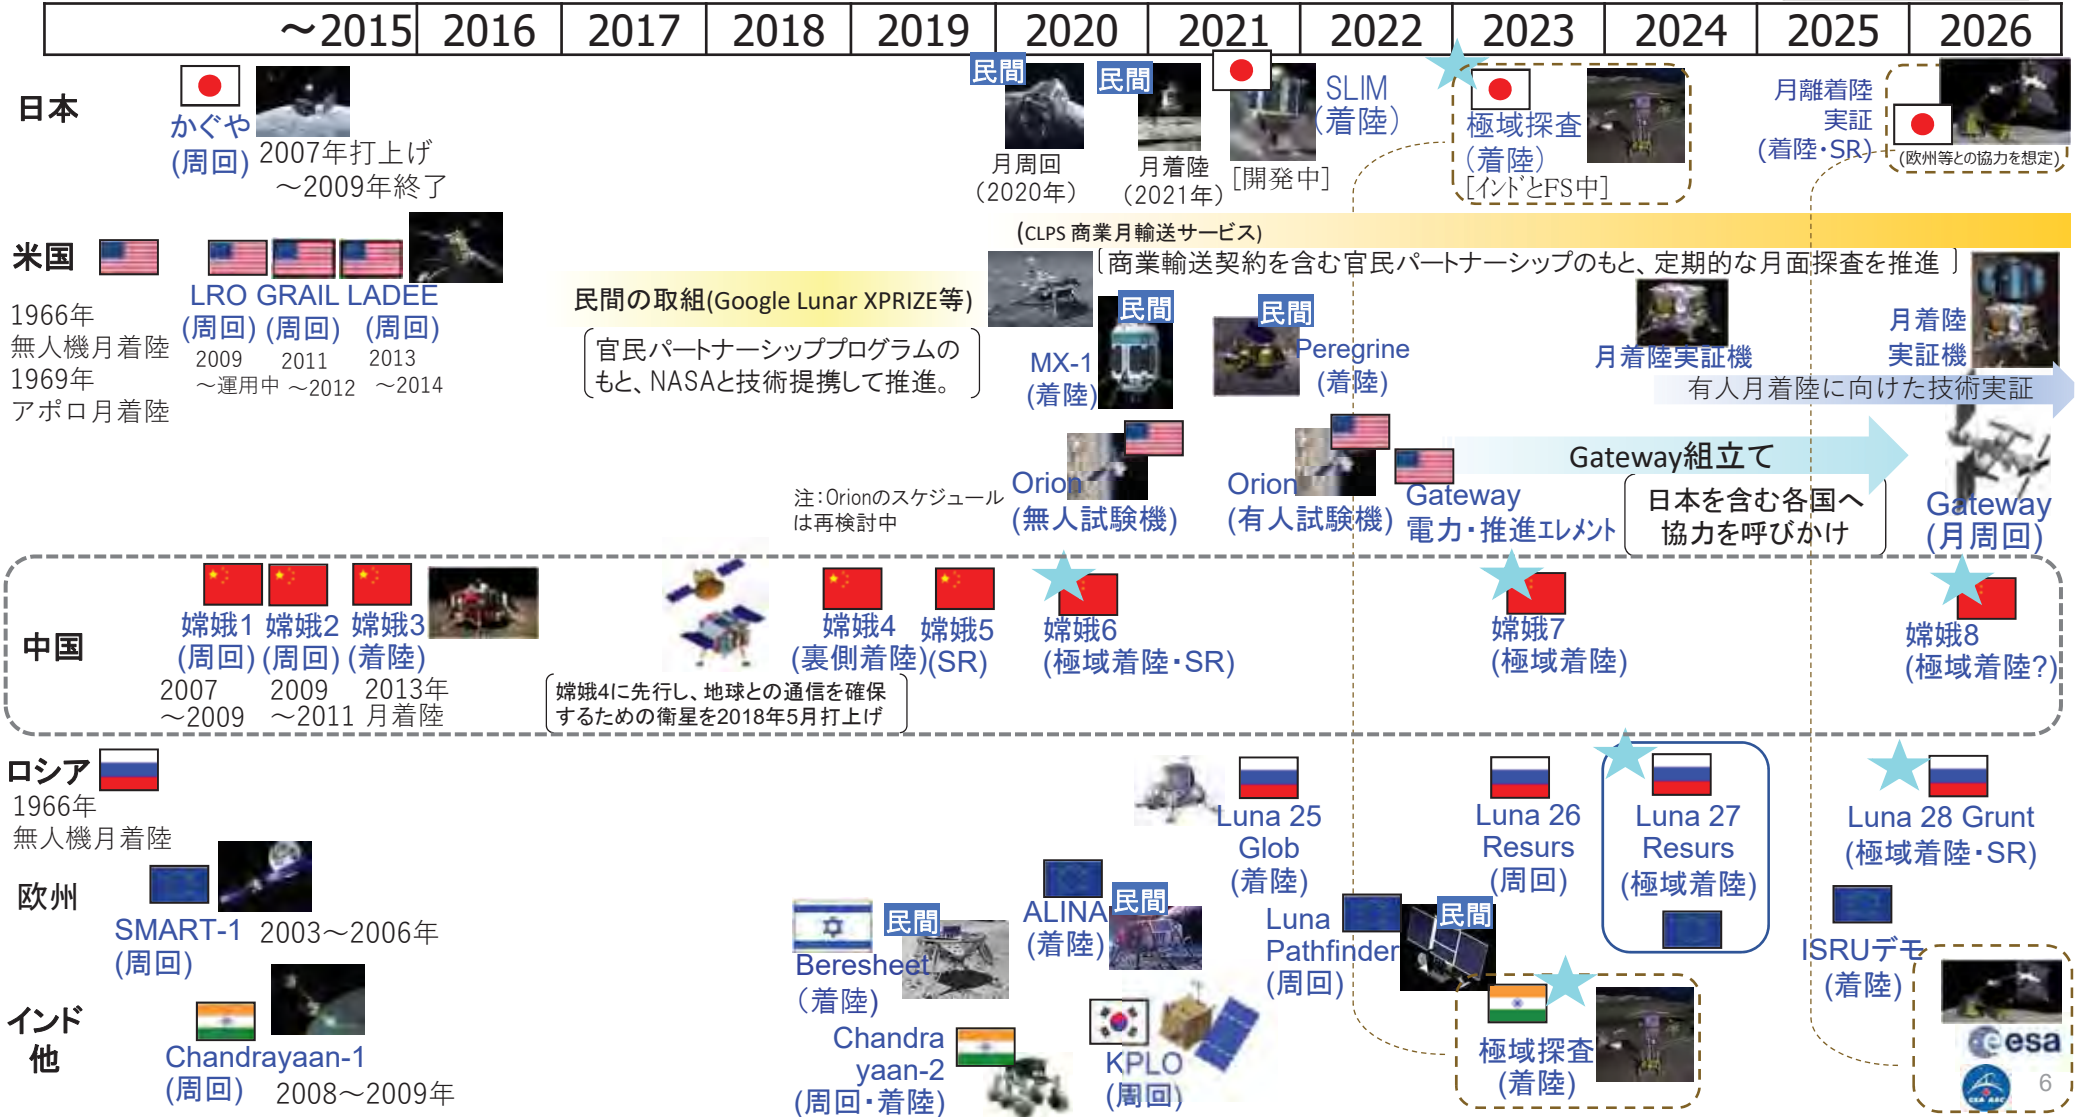 ～2015 2016 2017 2018 2019 2020 2021 2022 2023 2024 2025 2026
日本
かぐや
(周回)
2007年打上げ
～2009年終了
民間
月周回
(2020年)
民間
月着陸
(2021年)
SLIM
(着陸)
[開発中]
極域探査
(着陸)
[インドとFS中]
月離着陸
実証
(着陸・SR)
(欧州等との協力を想定)
米国
1966年
無人機月着陸
1969年
アポロ月着陸
LRO
(周回)
2009
～運用中
GRAIL
(周回)
2011
～2012
LADEE
(周回)
2013
～2014
民間の取組(Google Lunar XPRIZE等)
官民パートナーシッププログラムの
もと、NASAと技術提携して推進。
(CLPS 商業月輸送サービス)
商業輸送契約を含む官民パートナーシップのもと、定期的な月面探査を推進
民間
MX-1
(着陸)
民間
Peregrine
(着陸)
月着陸実証機
月着陸
実証機
有人月着陸に向けた技術実証
注：Orionのスケジュール
は再検討中
Orion
(無人試験機)
Orion
(有人試験機)
Gateway
電力・推進エレメント
Gateway組立て
日本を含む各国へ
協力を呼びかけ
Gateway
(月周回)
中国
嫦娥1
(周回)
2007
～2009
嫦娥2
(周回)
2009
～2011
嫦娥3
(着陸)
2013年
月着陸
嫦娥4に先行し、地球との通信を確保
するための衛星を2018年5月打上げ
嫦娥4
(裏側着陸)
嫦娥5
(SR)
嫦娥6
(極域着陸・SR)
嫦娥7
(極域着陸)
嫦娥8
(極域着陸?)
ロシア
1966年
無人機月着陸
Luna 25
Glob
(着陸)
Luna 26
Resurs
(周回)
Luna 27
Resurs
(極域着陸)
Luna 28 Grunt
(極域着陸・SR)
欧州
SMART-1
(周回)
2003～2006年
民間
Beresheet
(着陸)
ALINA
(着陸)
民間
Luna
Pathfinder
(周回)
民間
ISRUデモ
(着陸)
インド
他
Chandrayaan-1
(周回)
2008～2009年
Chandra
yaan-2
(周回・着陸)
KPLO
(周回)
極域探査
(着陸)
esa
CSA ASC
6